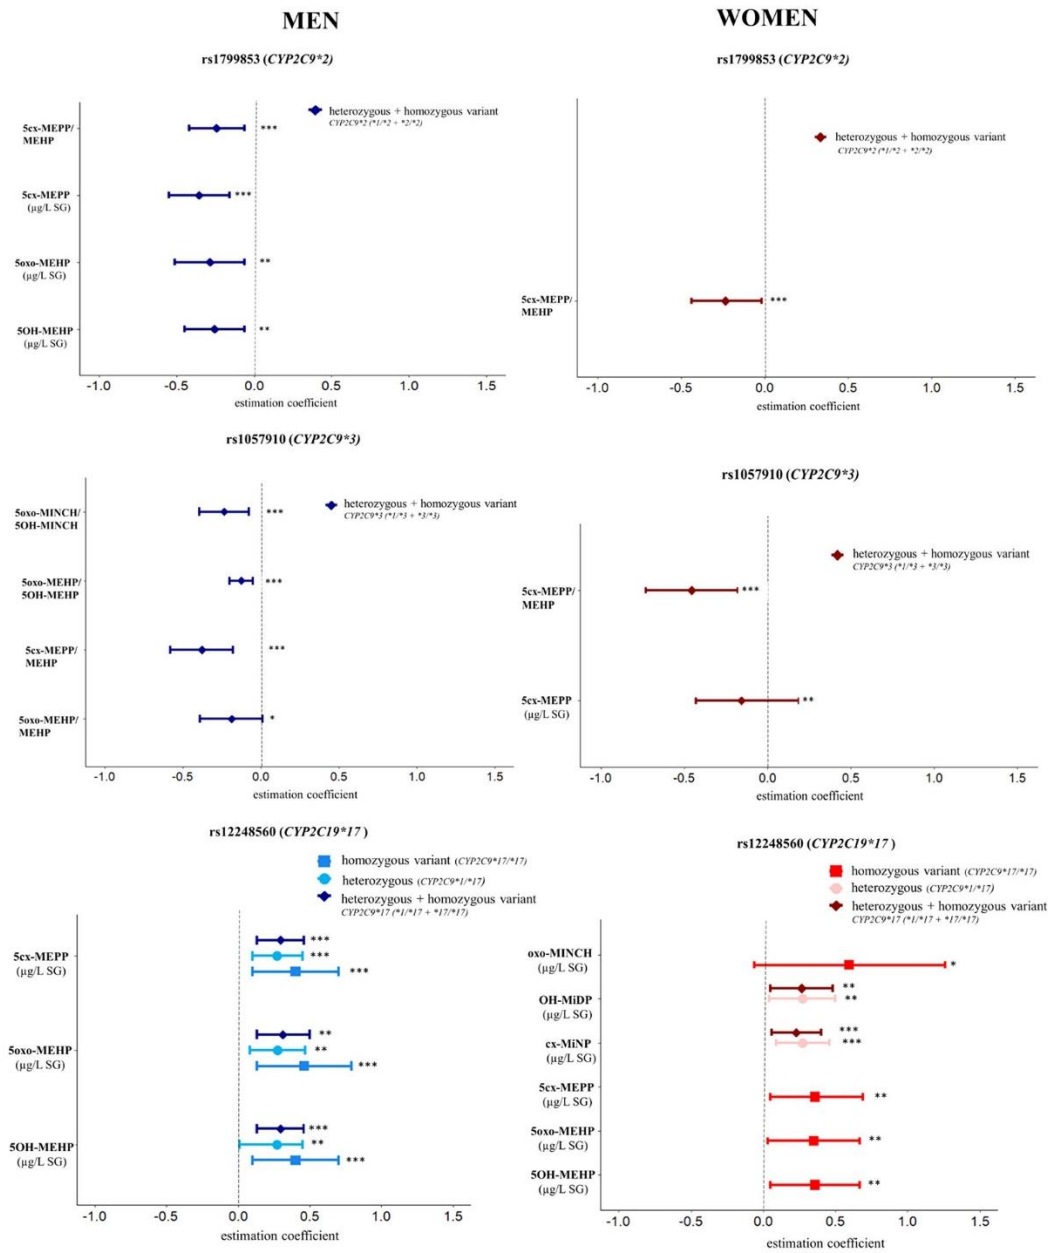 MEN
rs1799853 (CYP2C9*2)
heterozygous + homozygous variant
CYP2C9*2 (*1/*2 + *2/*2)
5cx-MEPP/
MEHP
***
5cx-MEPP
(µg/L SG)
***
5oxo-MEHP
(µg/L SG)
**
5OH-MEHP
(µg/L SG)
**
-1.0 -0.5 0.0 0.5 1.0 1.5
estimation coefficient
WOMEN
rs1799853 (CYP2C9*2)
heterozygous + homozygous variant
CYP2C9*2 (*1/*2 + *2/*2)
5cx-MEPP/
MEHP
***
-1.0 -0.5 0.0 0.5 1.0 1.5
estimation coefficient
rs1057910 (CYP2C9*3)
heterozygous + homozygous variant
CYP2C9*3 (*1/*3 + *3/*3)
5oxo-MINCH/
5OH-MINCH
***
5oxo-MEHP/
5OH-MEHP
***
5cx-MEPP/
MEHP
***
5oxo-MEHP/
MEHP
*
-1.0 -0.5 0.0 0.5 1.0 1.5
estimation coefficient
rs1057910 (CYP2C9*3)
heterozygous + homozygous variant
CYP2C9*3 (*1/*3 + *3/*3)
5cx-MEPP/
MEHP
***
5cx-MEPP
(µg/L SG)
**
-1.0 -0.5 0.0 0.5 1.0 1.5
estimation coefficient
rs12248560 (CYP2C19*17 )
homozygous variant (CYP2C9*17/*17)
heterozygous (CYP2C9*1/*17)
heterozygous + homozygous variant
CYP2C9*17 (*1/*17 + *17/*17)
5cx-MEPP
(µg/L SG)
***
***
***
5oxo-MEHP
(µg/L SG)
**
**
***
5OH-MEHP
(µg/L SG)
***
**
***
-1.0 -0.5 0.0 0.5 1.0 1.5
estimation coefficient
rs12248560 (CYP2C19*17 )
homozygous variant (CYP2C9*17/*17)
heterozygous (CYP2C9*1/*17)
heterozygous + homozygous variant
CYP2C9*17 (*1/*17 + *17/*17)
oxo-MINCH
(µg/L SG)
*
OH-MiDP
(µg/L SG)
**
**
cx-MiNP
(µg/L SG)
***
***
5cx-MEPP
(µg/L SG)
**
5oxo-MEHP
(µg/L SG)
**
5OH-MEHP
(µg/L SG)
**
-1.0 -0.5 0.0 0.5 1.0 1.5
estimation coefficient